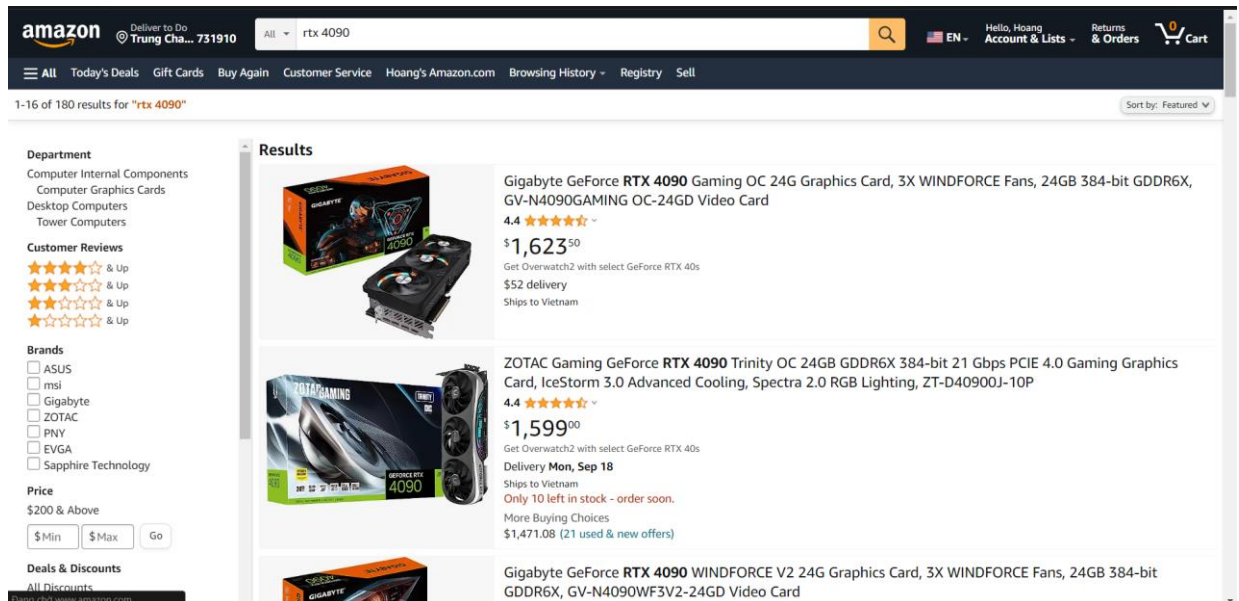 amazon
Deliver to Do
Trung Cha... 731910
All
rtx 4090
EN
Hello, Hoang
Account & Lists
Returns
& Orders
0
Cart
All
Today's Deals
Gift Cards
Buy Again
Customer Service
Hoang's Amazon.com
Browsing History
Registry
Sell
1-16 of 180 results for "rtx 4090"
Sort by: Featured
Department
Computer Internal Components
Computer Graphics Cards
Desktop Computers
Tower Computers
Customer Reviews
& Up
& Up
& Up
& Up
Brands
ASUS
msi
Gigabyte
ZOTAC
PNY
EVGA
Sapphire Technology
Price
$200 & Above
$ Min
$ Max
Go
Deals & Discounts
All Discounts
Results
GIGABYTE
4090
Gigabyte GeForce RTX 4090 Gaming OC 24G Graphics Card, 3X WINDFORCE Fans, 24GB 384-bit GDDR6X,
GV-N4090GAMING OC-24GD Video Card
4.4
$1,623 50
Get Overwatch2 with select GeForce RTX 40s
$52 delivery
Ships to Vietnam
ZOTAC GAMING
TRINITY
OC
GEFORCE RTX
4090
ZOTAC Gaming GeForce RTX 4090 Trinity OC 24GB GDDR6X 384-bit 21 Gbps PCIE 4.0 Gaming Graphics
Card, IceStorm 3.0 Advanced Cooling, Spectra 2.0 RGB Lighting, ZT-D40900J-10P
4.4
$1,599 00
Get Overwatch2 with select GeForce RTX 40s
Delivery Mon, Sep 18
Ships to Vietnam
Only 10 left in stock - order soon.
More Buying Choices
$1,471.08 (21 used & new offers)
GIGABYTE
Gigabyte GeForce RTX 4090 WINDFORCE V2 24G Graphics Card, 3X WINDFORCE Fans, 24GB 384-bit
GDDR6X, GV-N4090WF3V2-24GD Video Card